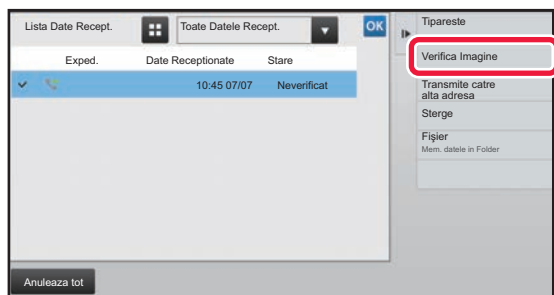 Lista Date Recept.
Toate Datele Recept.
OK
Exped.
Date Receptionate
Stare
10:45 07/07
Neverificat
Anuleaza tot
Tipareste
Verifica Imagine
Transmite catre
alta adresa
Sterge
Fișier
Mem. datele in Folder